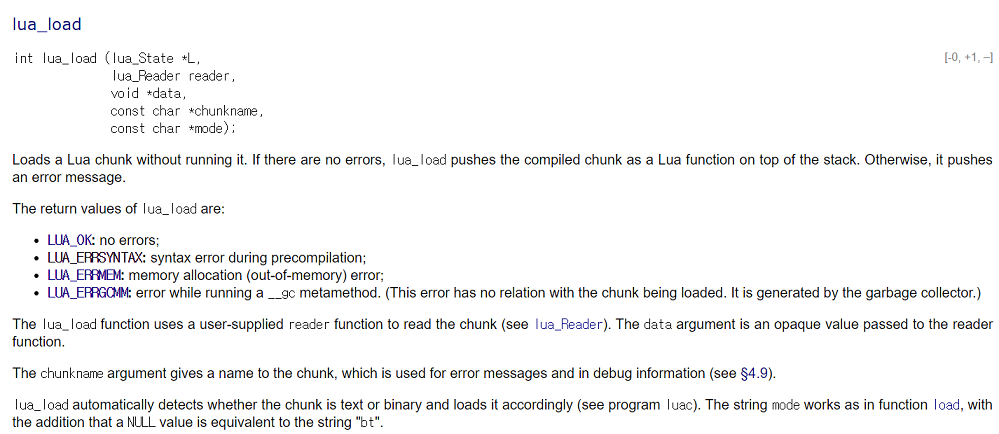 lua_load
int lua_load (lua_State *L, [-0, +1, –]
lua_Reader reader,
void *data,
const char *chunkname,
const char *mode);
Loads a Lua chunk without running it. If there are no errors, lua_load pushes the compiled chunk as a Lua function on top of the stack. Otherwise, it pushes
an error message.
The return values of lua_load are:
• LUA_OK: no errors;
• LUA_ERRSYNTAX: syntax error during precompilation;
• LUA_ERRMEM: memory allocation (out-of-memory) error;
• LUA_ERRGCMM: error while running a __gc metamethod. (This error has no relation with the chunk being loaded. It is generated by the garbage collector.)
The lua_load function uses a user-supplied reader function to read the chunk (see lua_Reader). The data argument is an opaque value passed to the reader
function.
The chunkname argument gives a name to the chunk, which is used for error messages and in debug information (see §4.9).
lua_load automatically detects whether the chunk is text or binary and loads it accordingly (see program luac). The string mode works as in function load, with
the addition that a NULL value is equivalent to the string "bt".